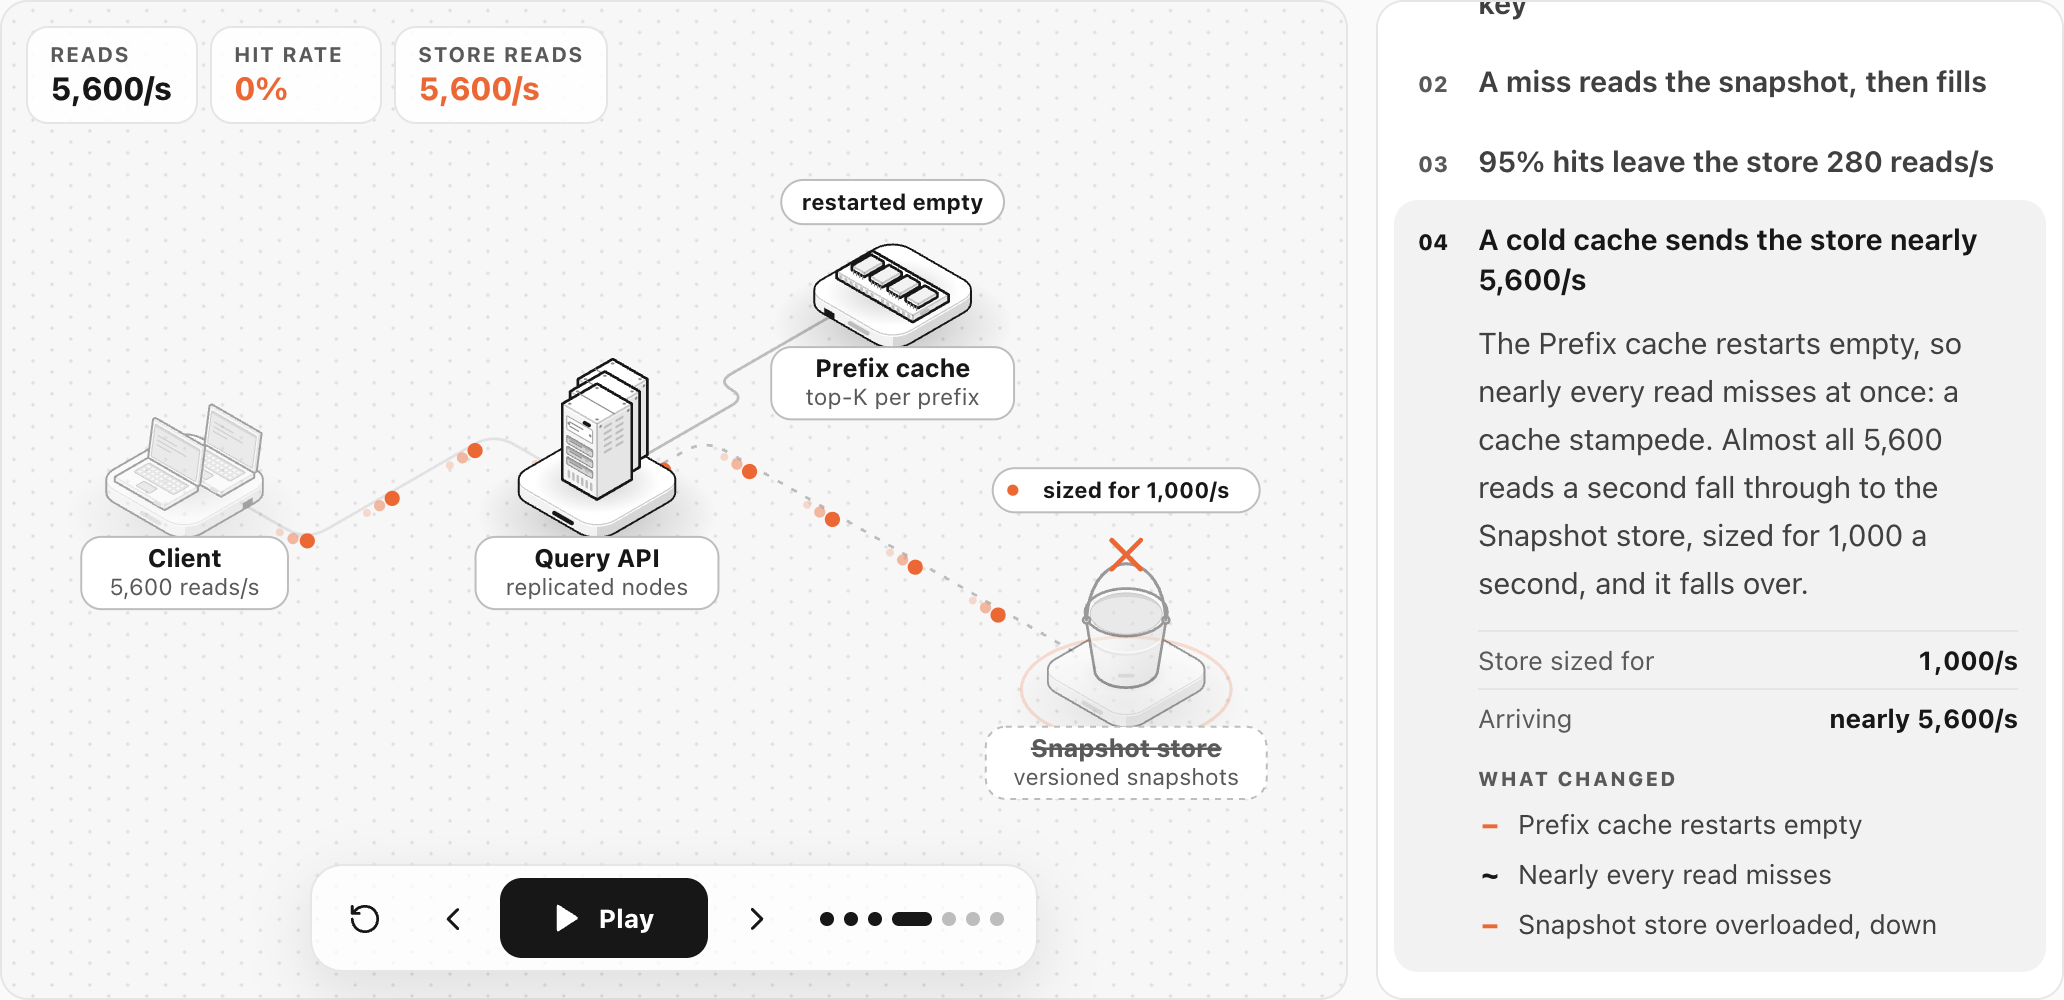 READS
5,600/s
HIT RATE
0%
STORE READS
5,600/s
restarted empty
Prefix cache
top-K per prefix
sized for 1,000/s
Client
5,600 reads/s
Query API
replicated nodes
Snapshot store
versioned snapshots
Play
key
02 A miss reads the snapshot, then fills
03 95% hits leave the store 280 reads/s
04 A cold cache sends the store nearly
5,600/s
The Prefix cache restarts empty, so
nearly every read misses at once: a
cache stampede. Almost all 5,600
reads a second fall through to the
Snapshot store, sized for 1,000 a
second, and it falls over.
Store sized for 1,000/s
Arriving nearly 5,600/s
WHAT CHANGED
– Prefix cache restarts empty
~ Nearly every read misses
– Snapshot store overloaded, down